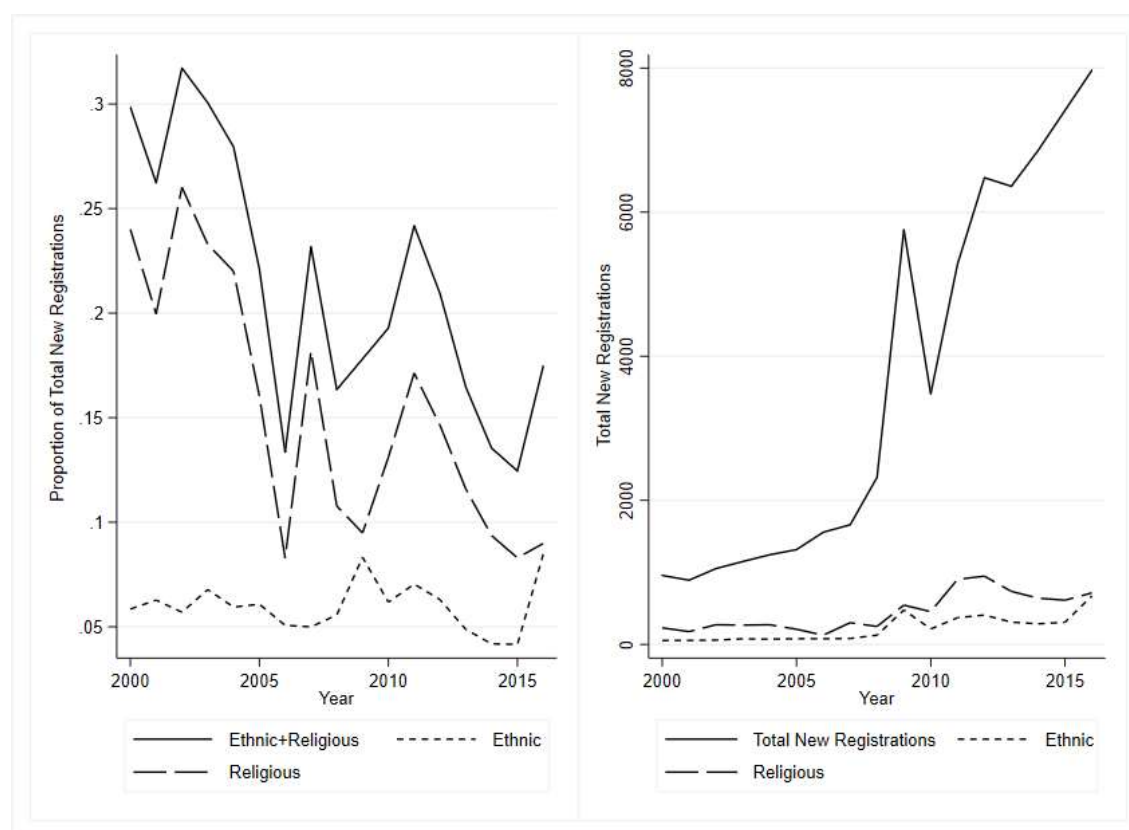 Proportion of Total New Registrations
.3
.25
.2
.15
.1
.05
2000 2005 2010 2015
Year
Ethnic+Religious Ethnic
Religious
Total New Registrations
8000
6000
4000
2000
0
2000 2005 2010 2015
Year
Total New Registrations Ethnic
Religious